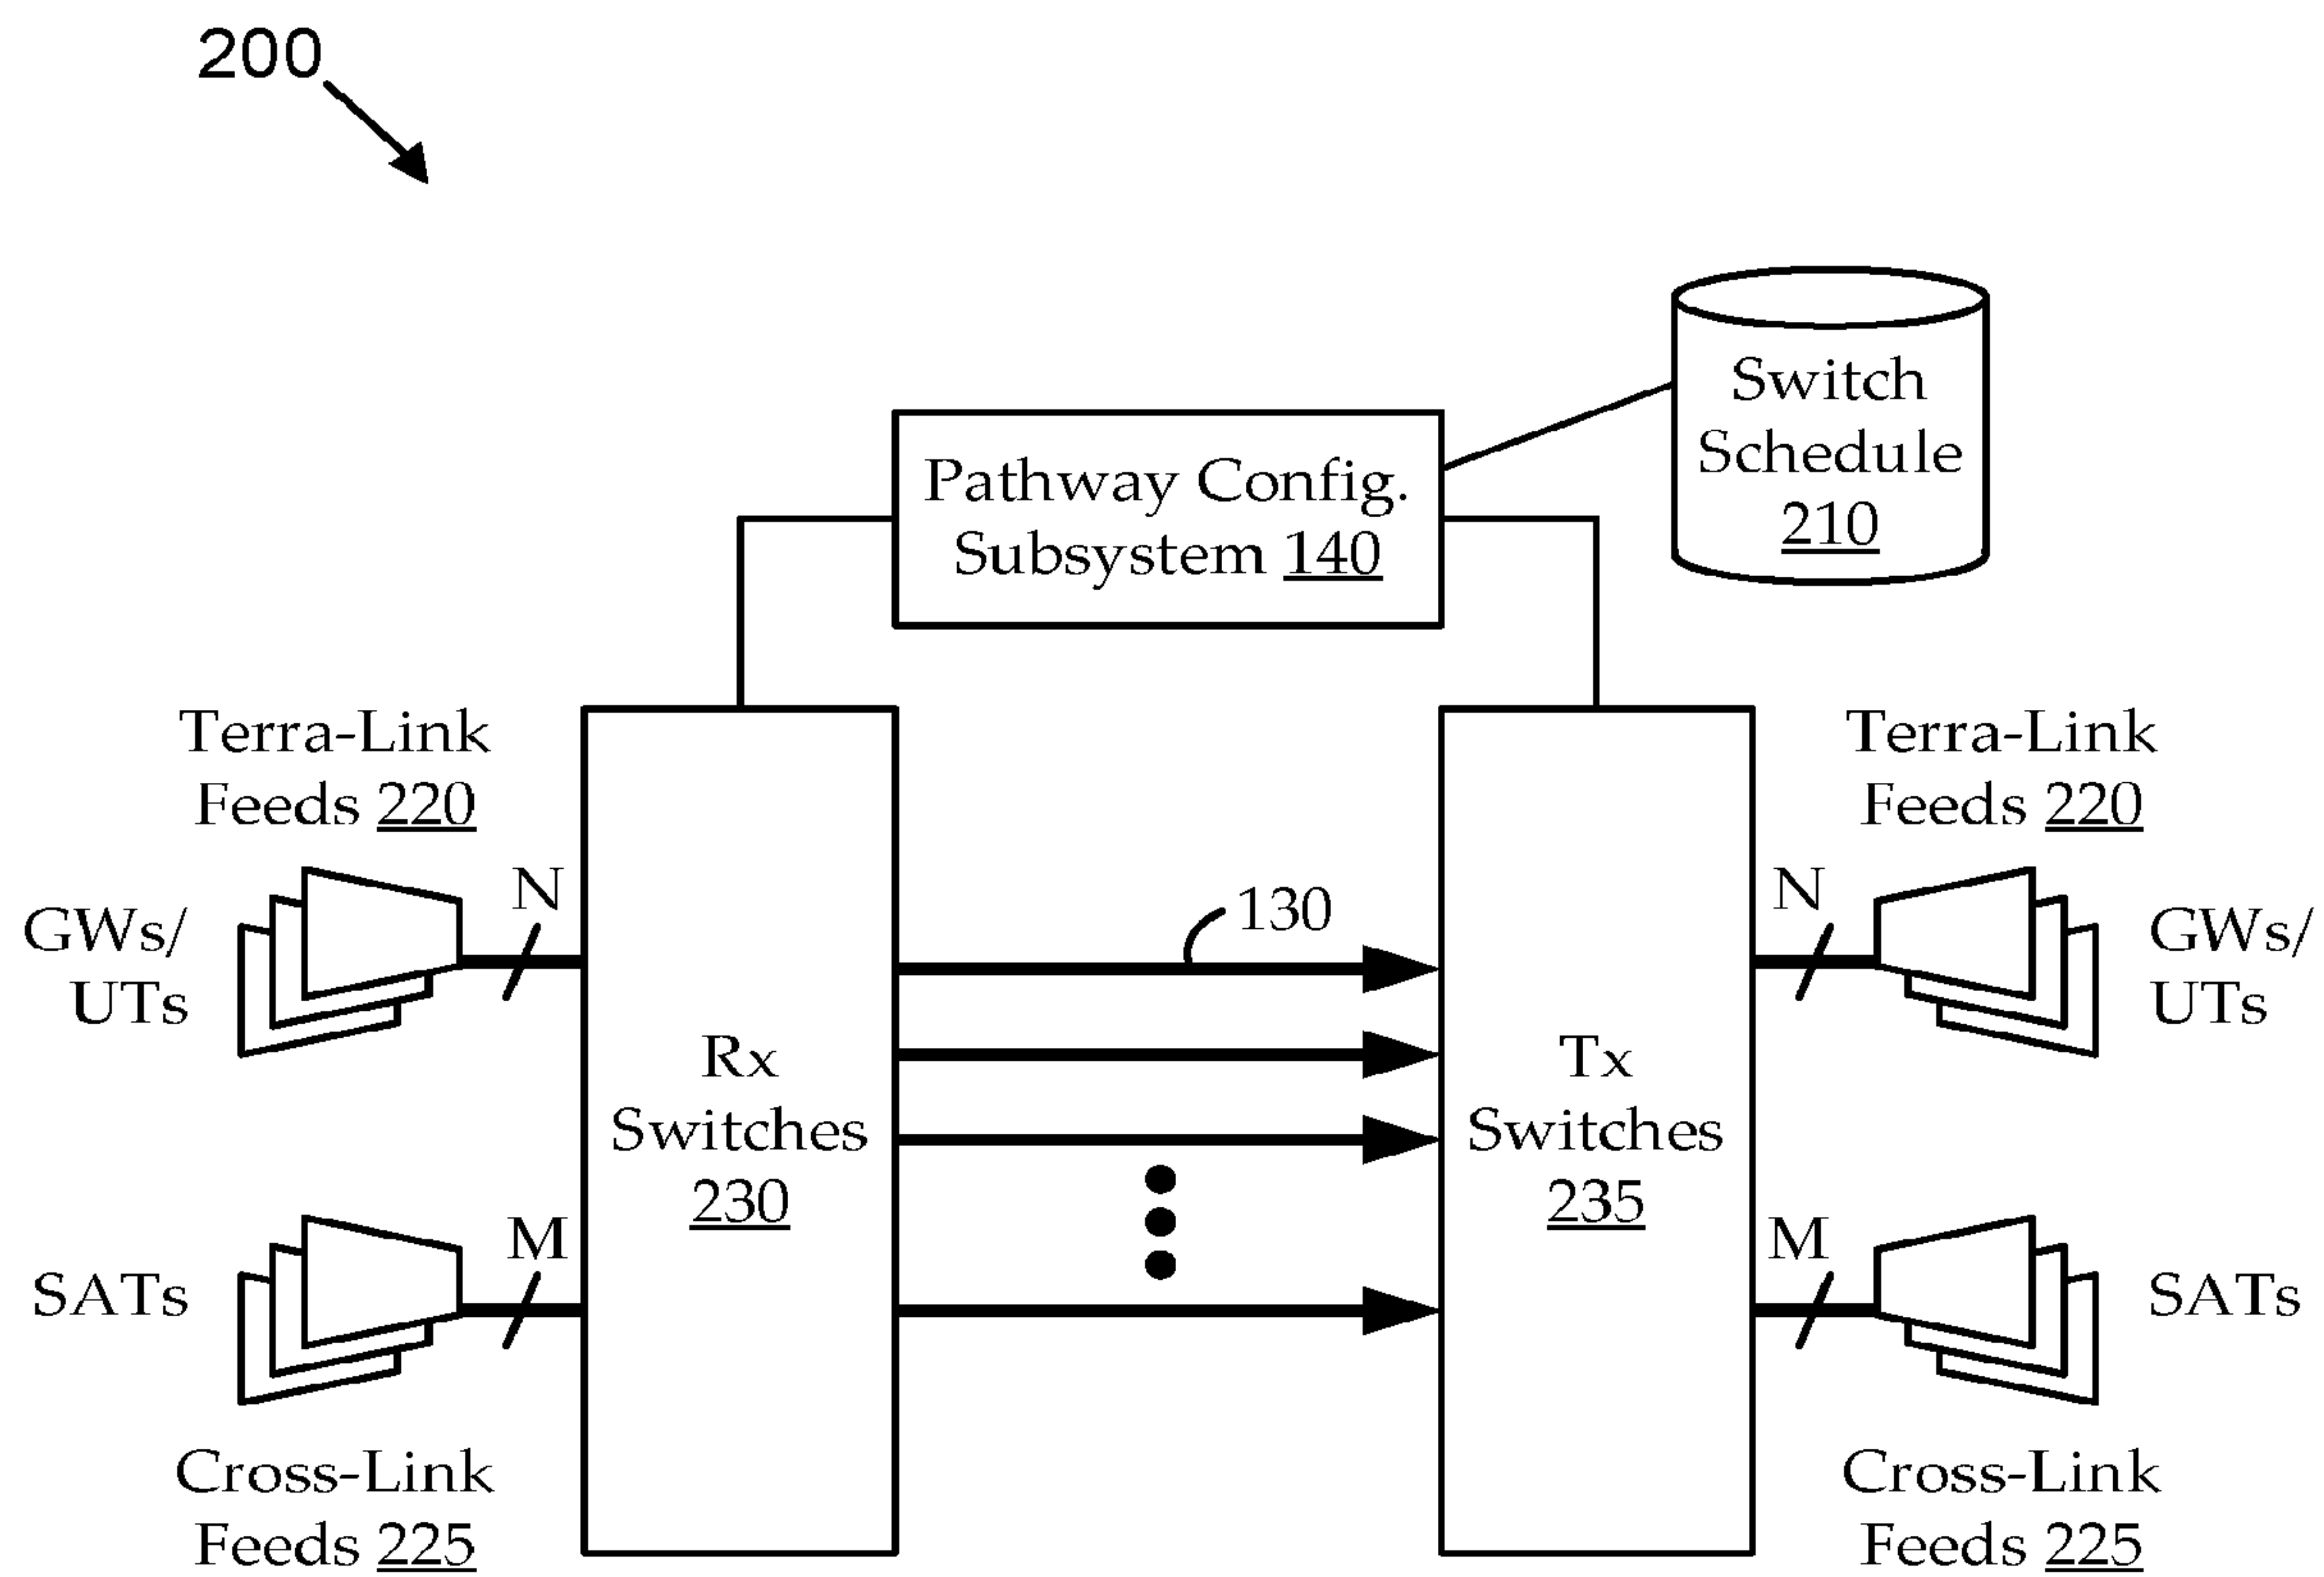 200
Switch
Schedule
210
Pathway Config.
Subsystem 140
Terra-Link
Feeds 220
Terra-Link
Feeds 220
N
130
N
GWs/
UTs
GWs/
UTs
Rx
Switches
230
Tx
Switches
235
M
M
SATs
SATs
Cross-Link
Feeds 225
Cross-Link
Feeds 225